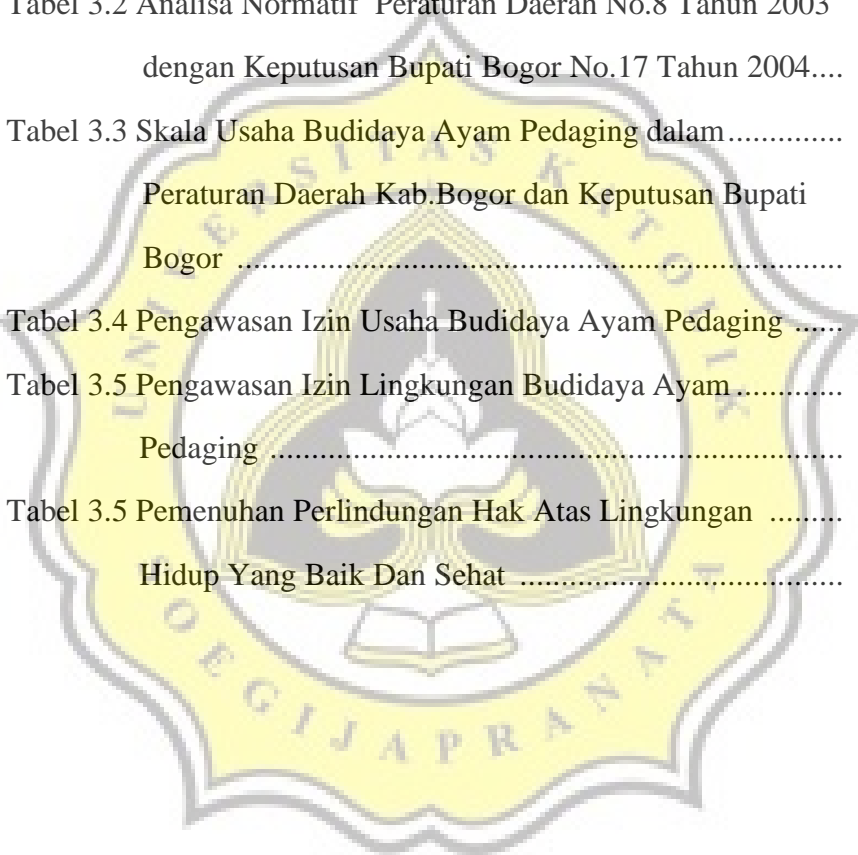 Tabel 3.2 Analisa Normatif Peraturan Daerah No.8 Tahun 2003
dengan Keputusan Bupati Bogor No.17 Tahun 2004....
Tabel 3.3 Skala Usaha Budidaya Ayam Pedaging dalam..............
Peraturan Daerah Kab.Bogor dan Keputusan Bupati
Bogor .........................................................................
Tabel 3.4 Pengawasan Izin Usaha Budidaya Ayam Pedaging ......
Tabel 3.5 Pengawasan Izin Lingkungan Budidaya Ayam.............
Pedaging .....................................................................
Tabel 3.5 Pemenuhan Perlindungan Hak Atas Lingkungan .........
Hidup Yang Baik Dan Sehat .......................................
UNIVERSITAS KATOLIK
SOEGIJAPRANATA